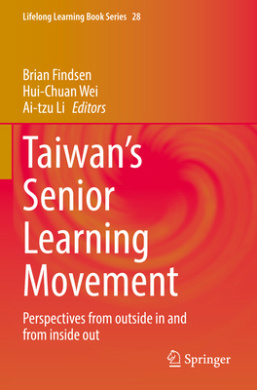 Lifelong Learning Book Series 28
Brian Findsen
Hui-Chuan Wei
Ai-tzu Li Editors
Taiwan's
Senior
Learning
Movement
Perspectives from outside in and
from inside out
Springer